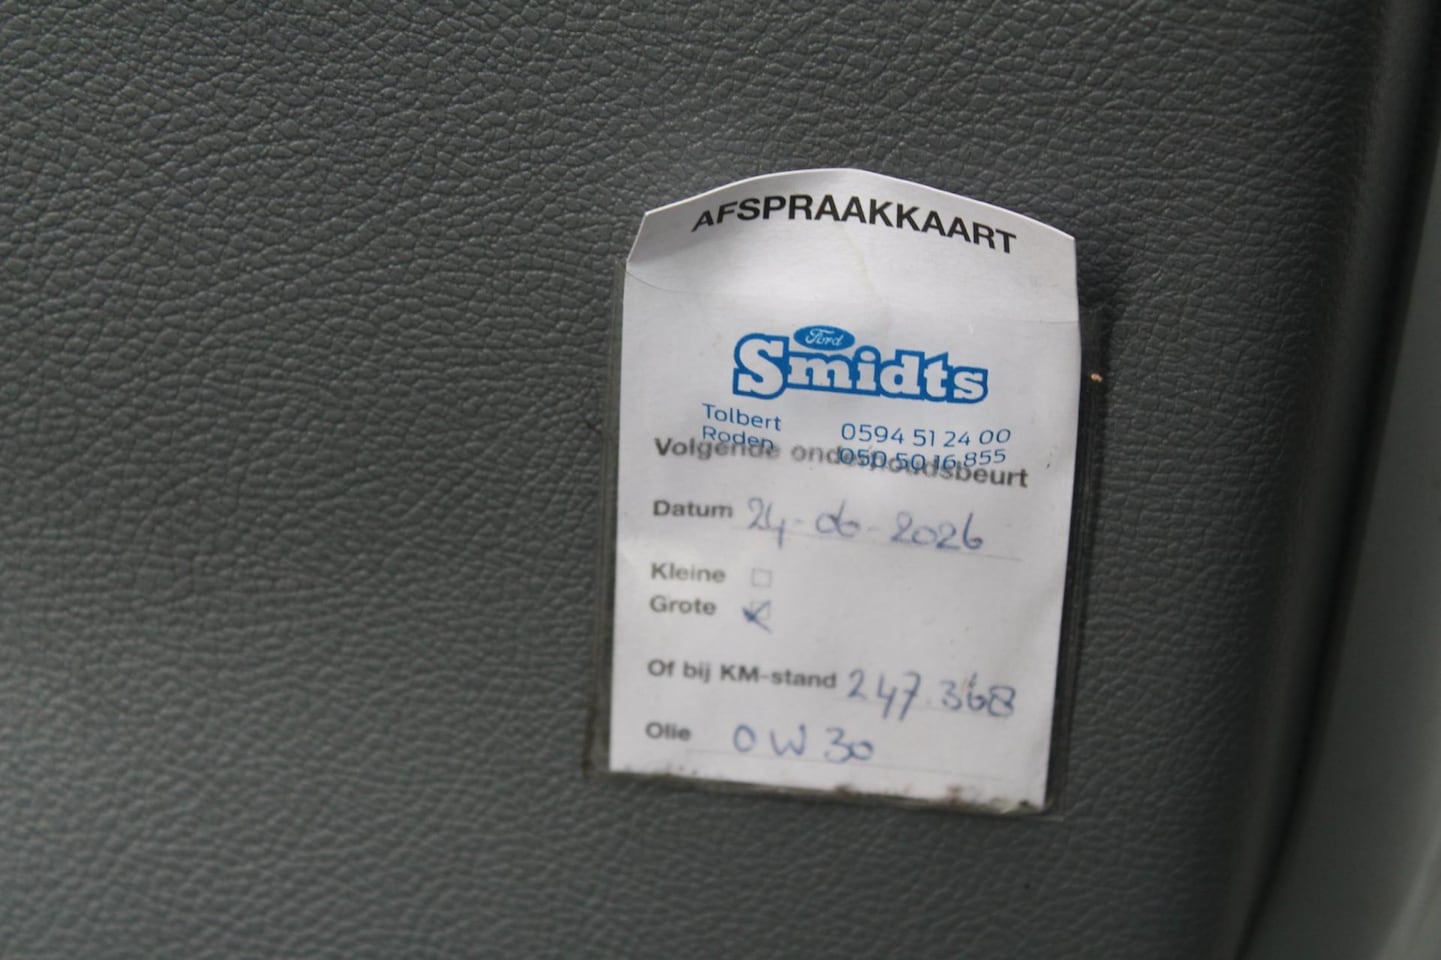 AFSPRAAKKAART
Ford
Smidts
Tolbert 0594 51 24 00
Roden 050 50 16 855
Volgende onderhoudsbeurt
Datum 24-06-2026
Kleine
Grote
Of bij KM-stand 247.368
Olie 0W30